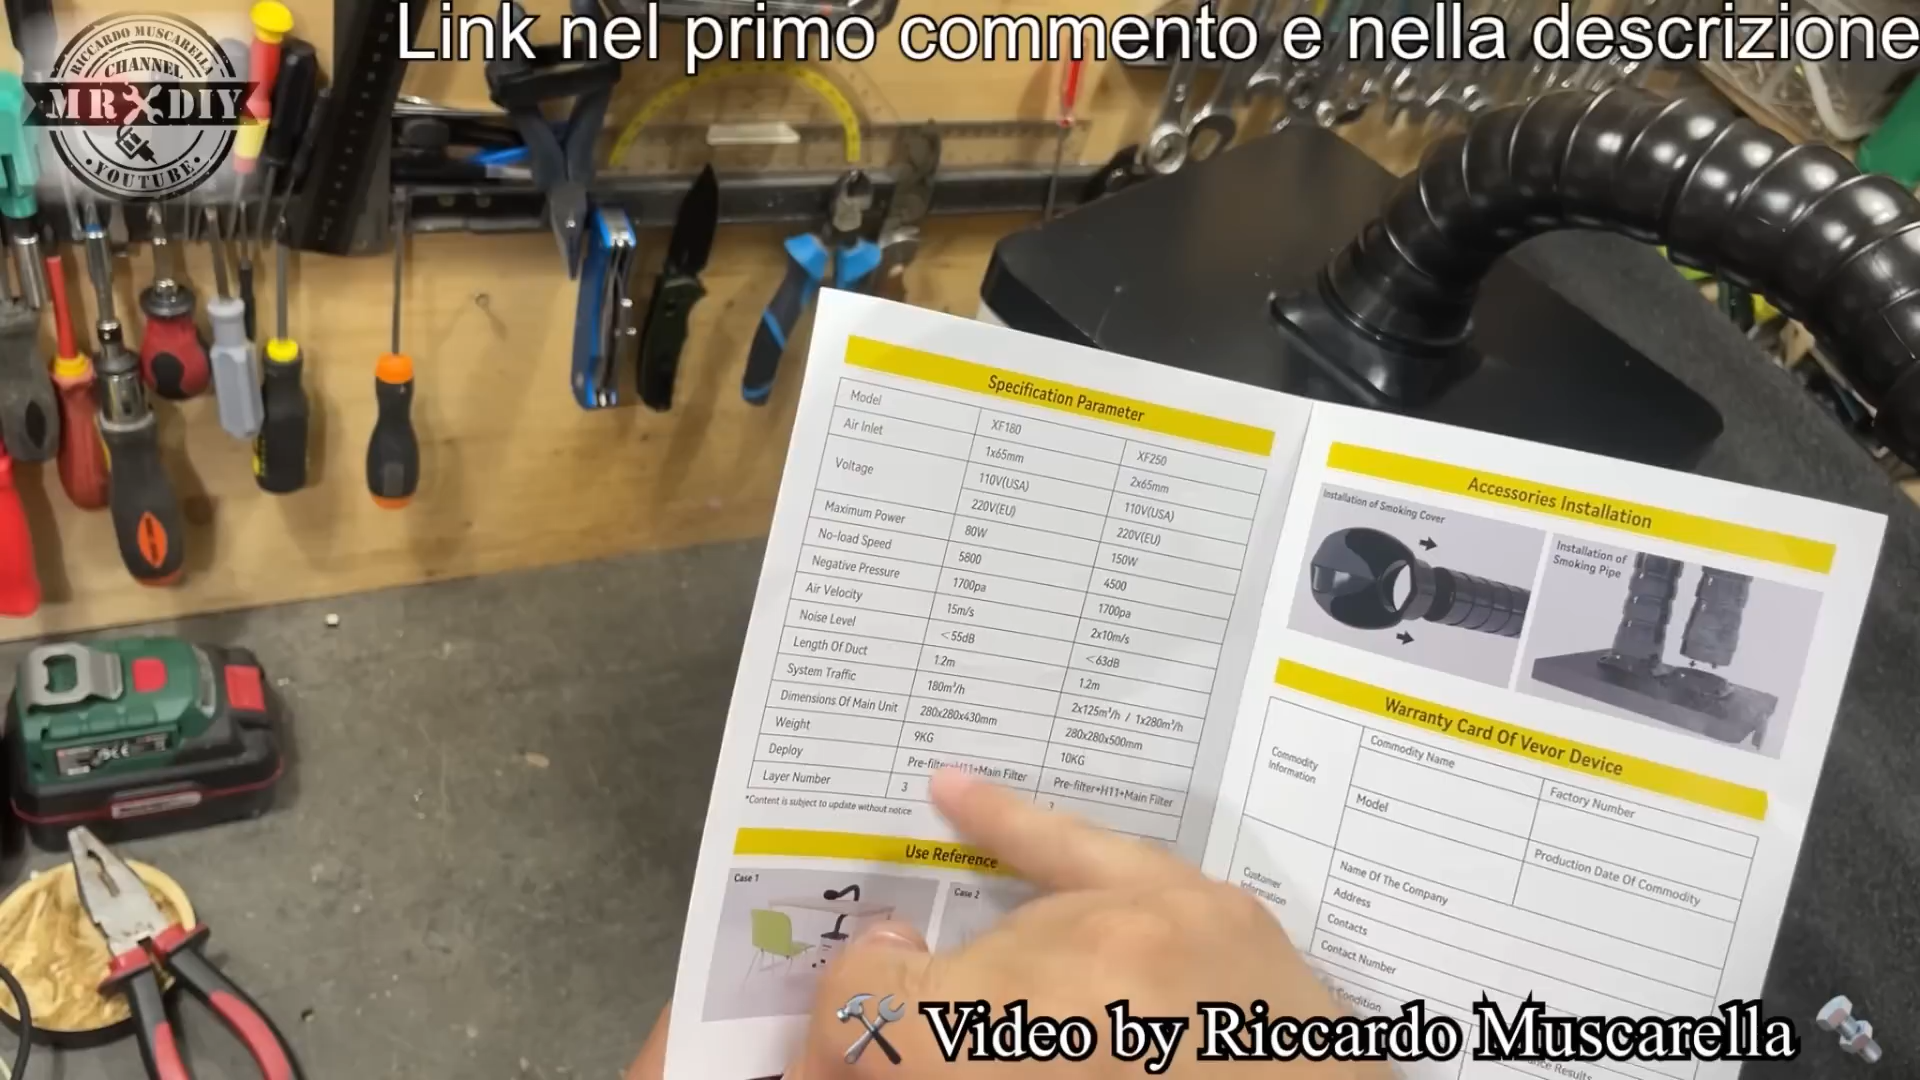 Link nel primo commento e nella descrizione
RICCARDO MUSCARELLA
CHANNEL
MR DIY
YOUTUBE
Specification Parameter
Model XF180 XF250
Air Inlet 1x65mm 2x65mm
Voltage 110V(USA) 110V(USA)
220V(EU) 220V(EU)
Maximum Power 80W 150W
No-load Speed 5800 4500
Negative Pressure 1700pa 1700pa
Air Velocity 15m/s 2x10m/s
Noise Level <55dB <63dB
Length Of Duct 1.2m 1.2m
System Traffic 180m³/h 2x125m³/h / 1x280m³/h
Dimensions Of Main Unit 280x280x430mm 280x280x500mm
Weight 9KG 10KG
Deploy Pre-filter+H11+Main Filter Pre-filter+H11+Main Filter
Layer Number 3 3
*Content is subject to update without notice
Use Reference
Case 1
Case 2
Accessories Installation
Installation of Smoking Cover
Installation of
Smoking Pipe
Warranty Card Of Vevor Device
Commodity
Information
Commodity Name
Factory Number
Model
Production Date Of Commodity
Customer
Information
Name Of The Company
Address
Contacts
Contact Number
Condition
Results
Video by Riccardo Muscarella